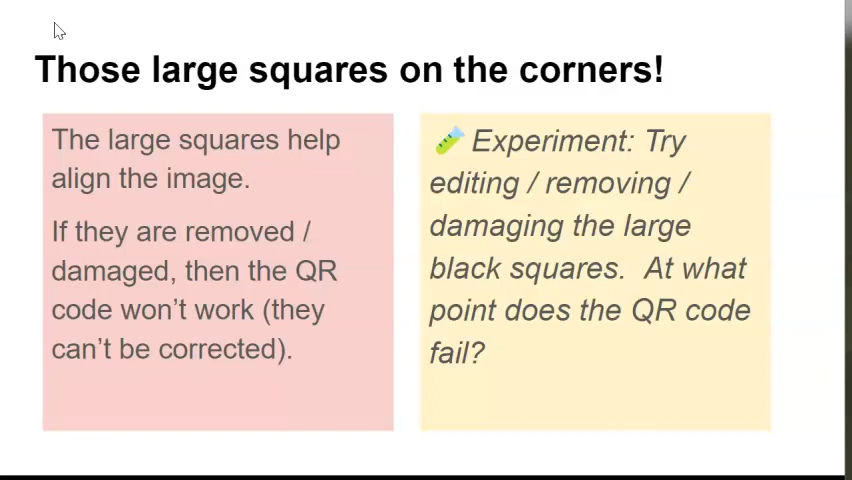 Those large squares on the corners!
The large squares help
align the image.
If they are removed /
damaged, then the QR
code won't work (they
can't be corrected).
Experiment: Try
editing / removing /
damaging the large
black squares.  At what
point does the QR code
fail?